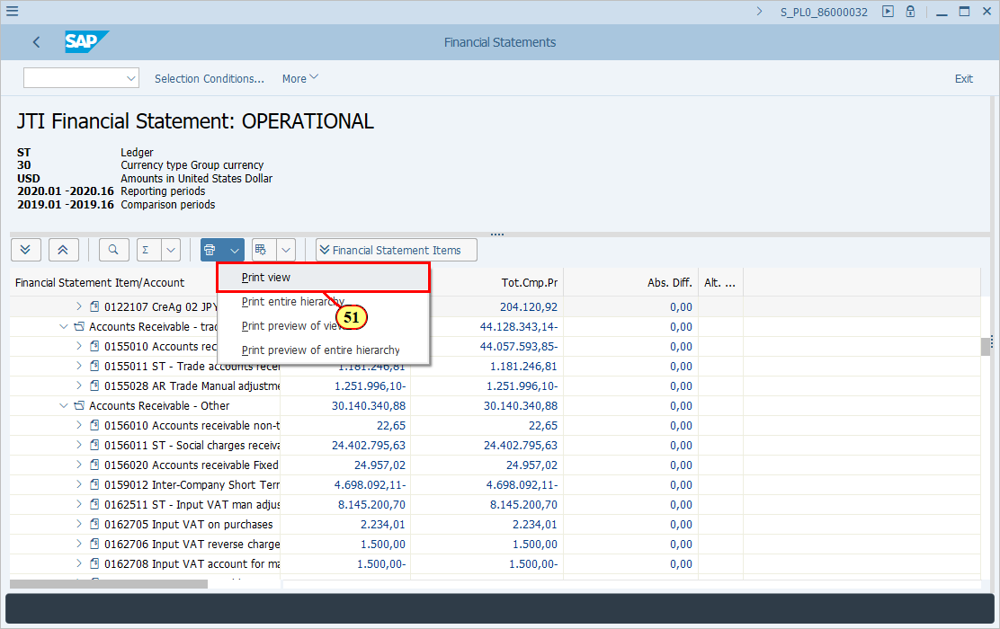 S_PL0_86000032
SAP
Financial Statements
Selection Conditions... More Exit
JTI Financial Statement: OPERATIONAL
ST Ledger
30 Currency type Group currency
USD Amounts in United States Dollar
2020.01 -2020.16 Reporting periods
2019.01 -2019.16 Comparison periods
Σ Financial Statement Items
Financial Statement Item/Account Tot.Cmp.Pr Abs. Diff. Alt. ...
Print view
Print entire hierarchy
Print preview of view
Print preview of entire hierarchy
51
0122107 CreAg 02 JPY 204.120,92 0,00
Accounts Receivable - trad 44.128.343,14- 0,00
0155010 Accounts rec 44.057.593,85- 0,00
0155011 ST - Trade accounts recei 1.181.246,81 1.181.246,81 0,00
0155028 AR Trade Manual adjustme 1.251.996,10- 1.251.996,10- 0,00
Accounts Receivable - Other 30.140.340,88 30.140.340,88 0,00
0156010 Accounts receivable non-t 22,65 22,65 0,00
0156011 ST - Social charges receiva 24.402.795,63 24.402.795,63 0,00
0156020 Accounts receivable Fixed 24.957,02 24.957,02 0,00
0159012 Inter-Company Short Terr 4.698.092,11- 4.698.092,11- 0,00
0162511 ST - Input VAT man adjus 8.145.200,70 8.145.200,70 0,00
0162705 Input VAT on purchases 2.234,01 2.234,01 0,00
0162706 Input VAT reverse charge 1.500,00 1.500,00 0,00
0162708 Input VAT account for ma 1.500,00- 1.500,00- 0,00